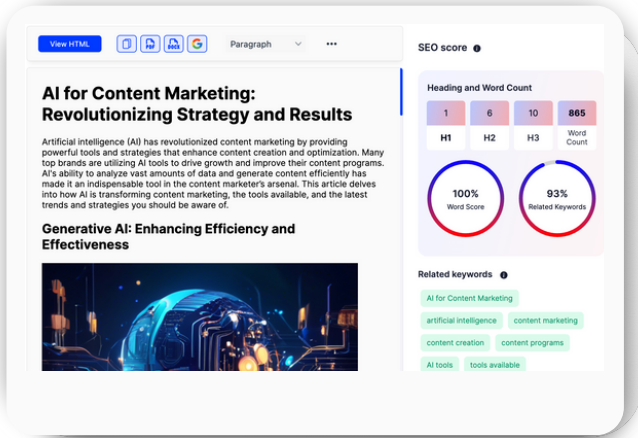 View HTML
PDF
DOCX
G
Paragraph
•••
AI for Content Marketing:
Revolutionizing Strategy and Results
Artificial intelligence (AI) has revolutionized content marketing by providing
powerful tools and strategies that enhance content creation and optimization. Many
top brands are utilizing AI tools to drive growth and improve their content programs.
AI's ability to analyze vast amounts of data and generate content efficiently has
made it an indispensable tool in the content marketer's arsenal. This article delves
into how AI is transforming content marketing, the tools available, and the latest
trends and strategies you should be aware of.
Generative AI: Enhancing Efficiency and
Effectiveness
SEO score
Heading and Word Count
1 6 10 865
H1 H2 H3 Word
Count
100% 93%
Word Score Related Keywords
Related keywords
AI for Content Marketing
artificial intelligence content marketing
content creation content programs
AI tools tools available